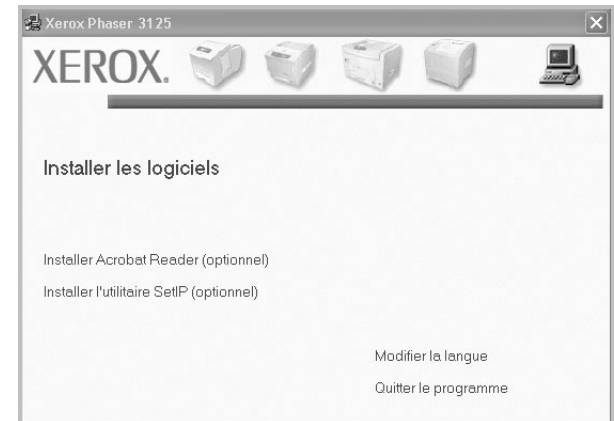 Xerox Phaser 3125
XEROX.
Installer les logiciels
Installer Acrobat Reader (optionnel)
Installer l'utilitaire SetIP (optionnel)
Modifier la langue
Quitter le programme